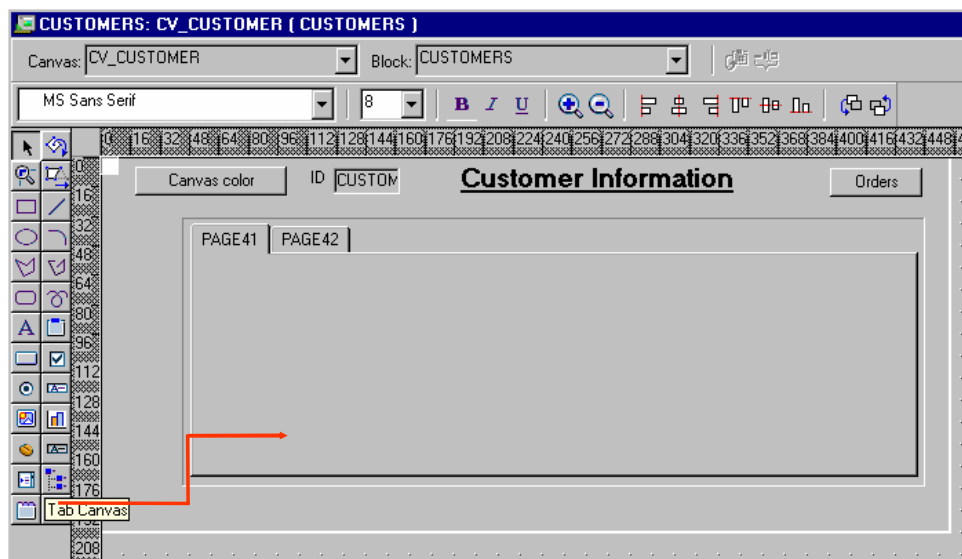 CUSTOMERS: CV_CUSTOMER ( CUSTOMERS )
Canvas: CV_CUSTOMER Block: CUSTOMERS
MS Sans Serif 8 B I U
0 16 32 48 64 80 96 112 128 144 160 176 192 208 224 240 256 272 288 304 320 336 352 368 384 400 416 432 448
0
Canvas color ID CUSTOM Customer Information Orders
16
32
PAGE41 PAGE42
48
64
80
A
96
112
128
144
160
176
Tab Canvas
192
208